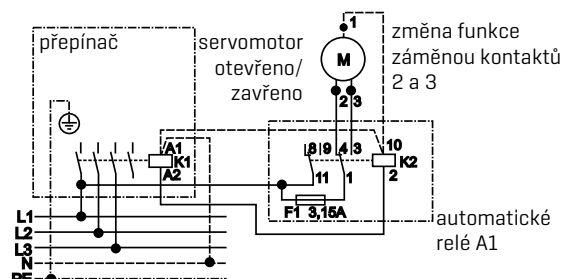 přepínač
servomotor
otevřeno/
zavřeno
1
M
2 3
změna funkce
záměnou kontaktů
2 a 3
A1
K1
A2
8 9 4 3
10
K2
11
1
2
F1 3,15A
automatické
relé A1
L1
L2
L3
N
PE